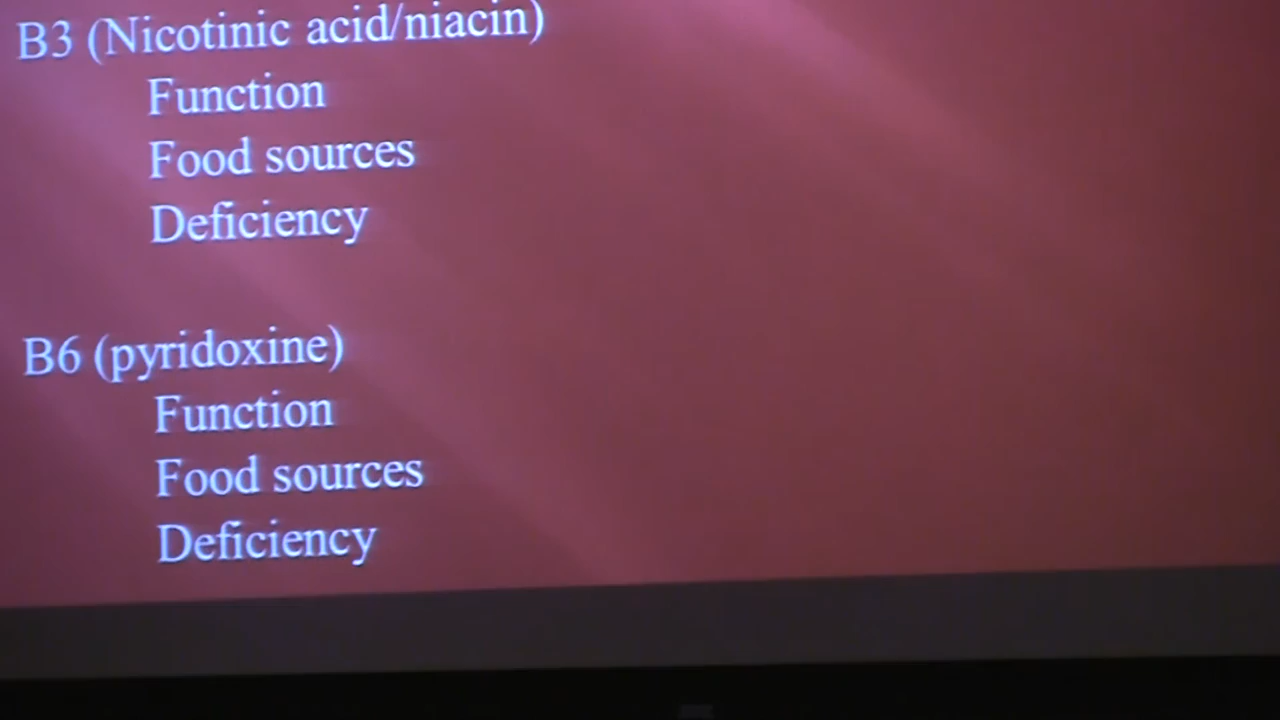 B3 (Nicotinic acid/niacin)
Function
Food sources
Deficiency
B6 (pyridoxine)
Function
Food sources
Deficiency